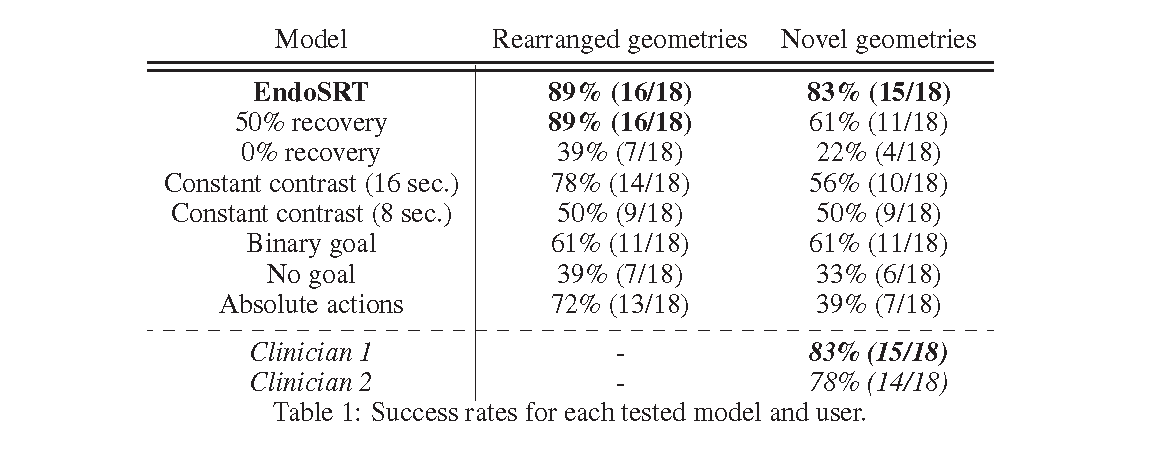 Model Rearranged geometries Novel geometries
EndoSRT 89% (16/18) 83% (15/18)
50% recovery 89% (16/18) 61% (11/18)
0% recovery 39% (7/18) 22% (4/18)
Constant contrast (16 sec.) 78% (14/18) 56% (10/18)
Constant contrast (8 sec.) 50% (9/18) 50% (9/18)
Binary goal 61% (11/18) 61% (11/18)
No goal 39% (7/18) 33% (6/18)
Absolute actions 72% (13/18) 39% (7/18)
Clinician 1 - 83% (15/18)
Clinician 2 - 78% (14/18)
Table 1: Success rates for each tested model and user.